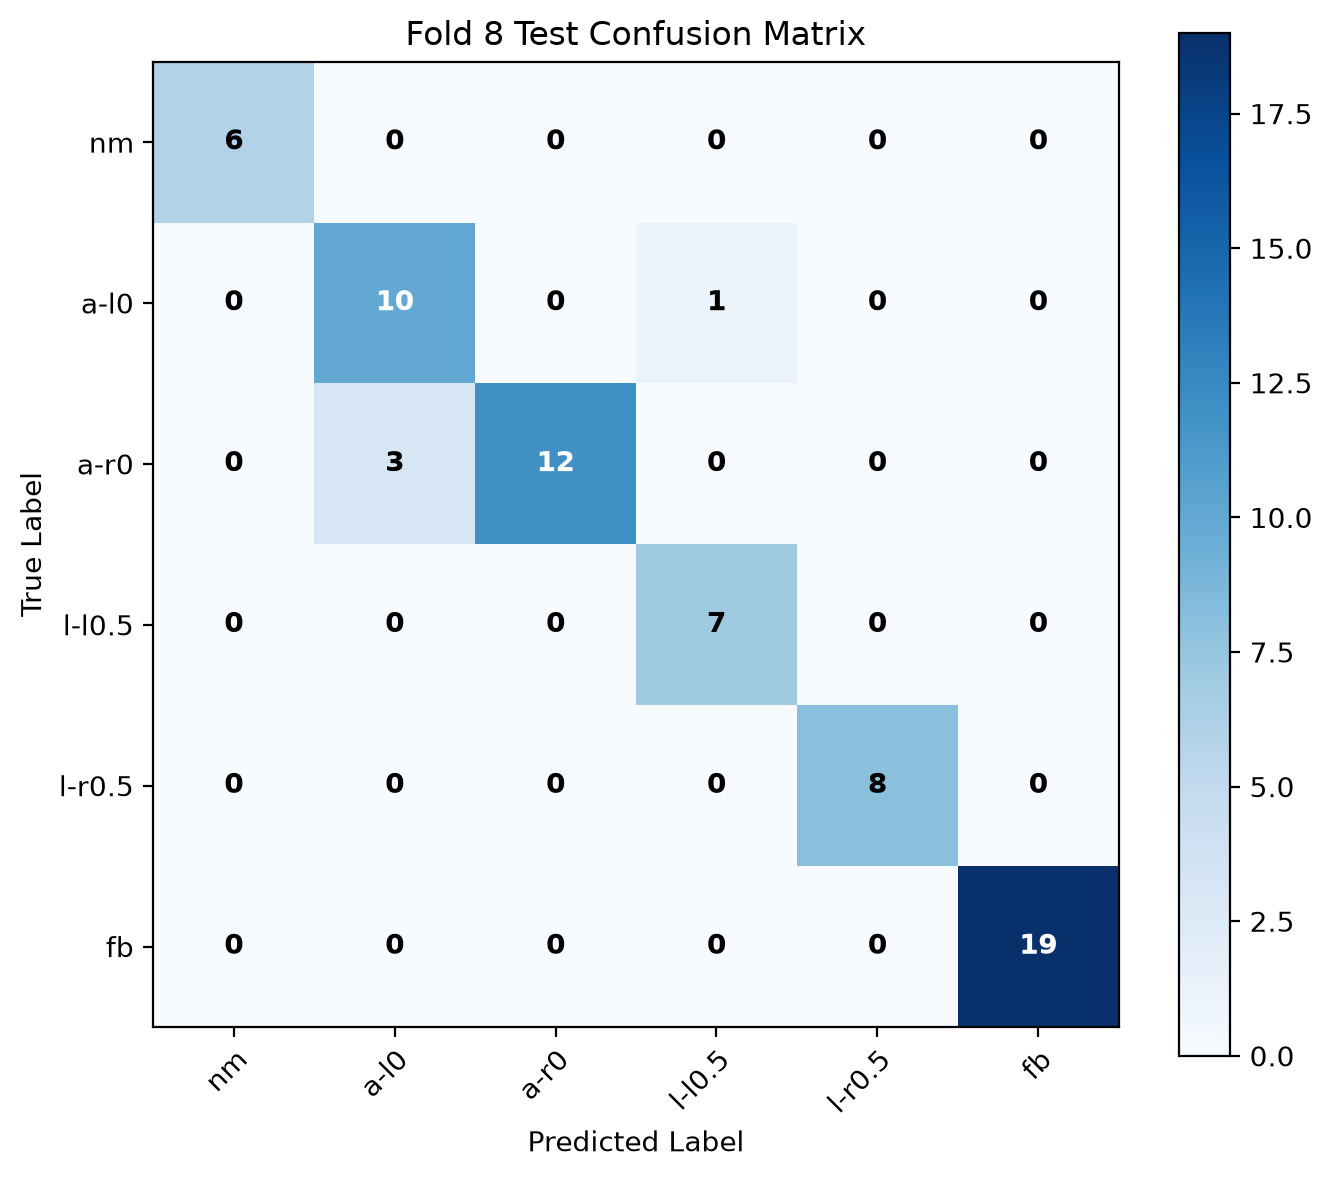 Fold 8 Test Confusion Matrix
nm 6 0 0 0 0 0
a-l0 0 10 0 1 0 0
a-r0 0 3 12 0 0 0
l-l0.5 0 0 0 7 0 0
l-r0.5 0 0 0 0 8 0
fb 0 0 0 0 0 19
nm a-l0 a-r0 l-l0.5 l-r0.5 fb
Predicted Label
True Label
17.5
15.0
12.5
10.0
7.5
5.0
2.5
0.0